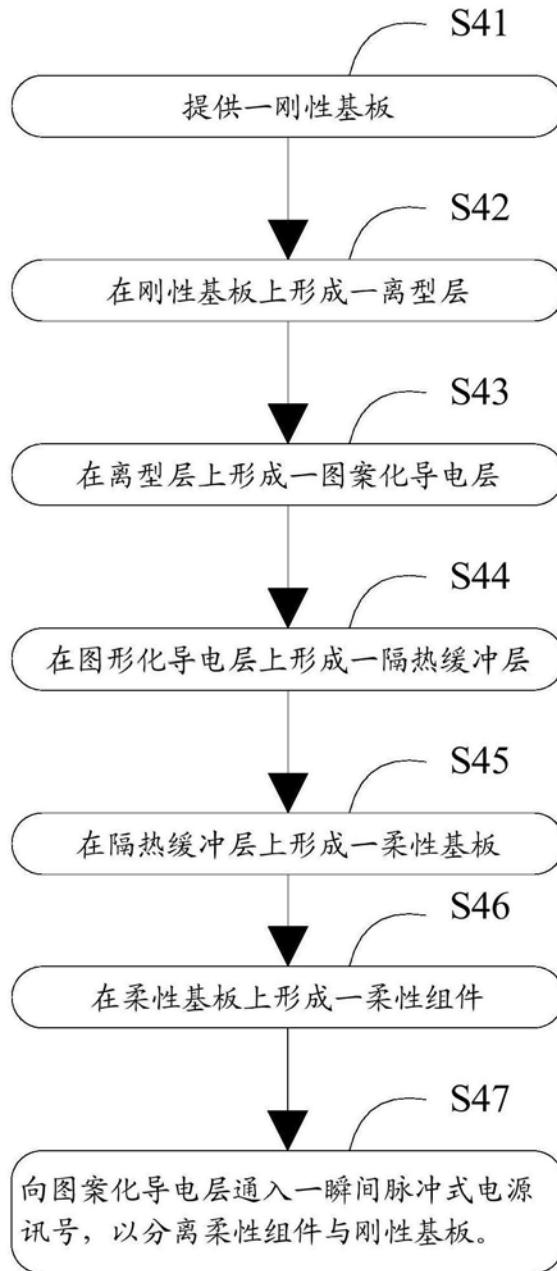 S41
提供一刚性基板
S42
在刚性基板上形成一离型层
S43
在离型层上形成一图案化导电层
S44
在图形化导电层上形成一隔热缓冲层
S45
在隔热缓冲层上形成一柔性基板
S46
在柔性基板上形成一柔性组件
S47
向图案化导电层通入一瞬间脉冲式电源
讯号，以分离柔性组件与刚性基板。